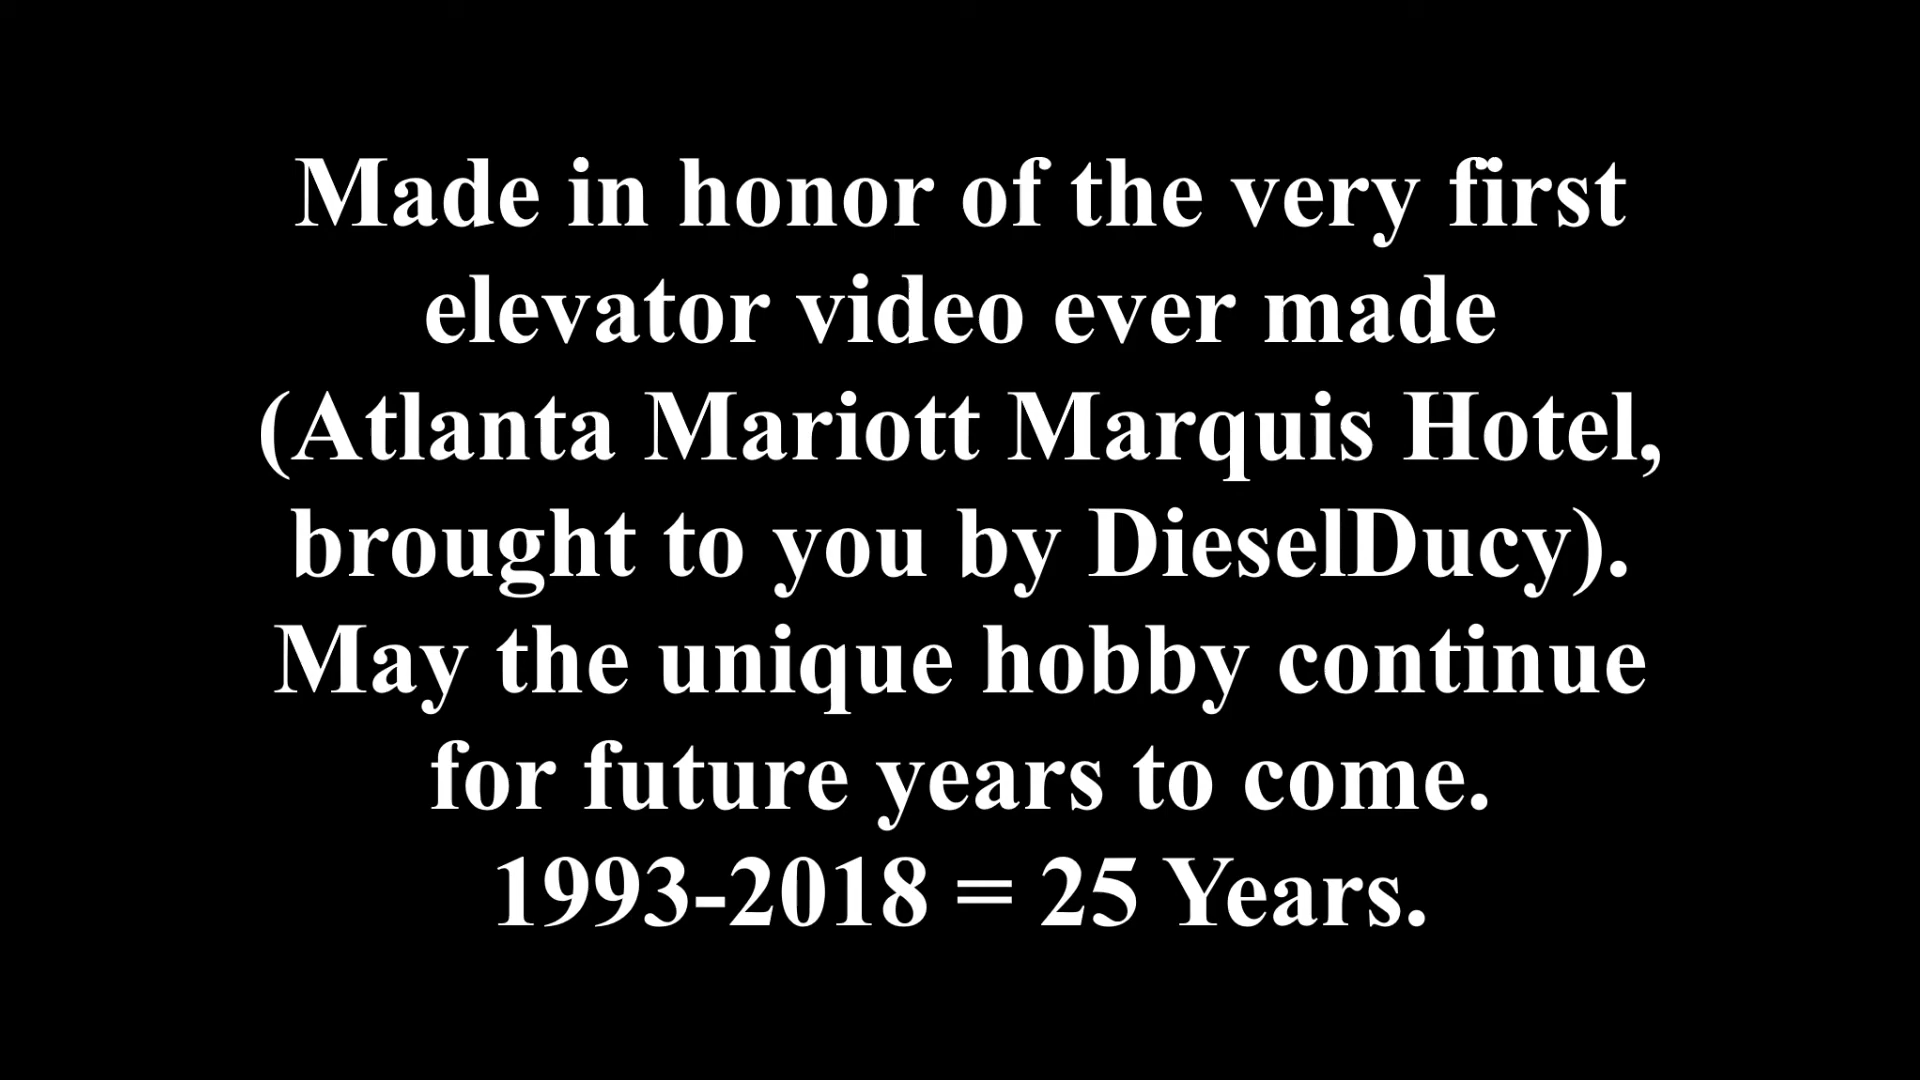 Made in honor of the very first
elevator video ever made
(Atlanta Mariott Marquis Hotel,
brought to you by DieselDucy).
May the unique hobby continue
for future years to come.
1993-2018 = 25 Years.